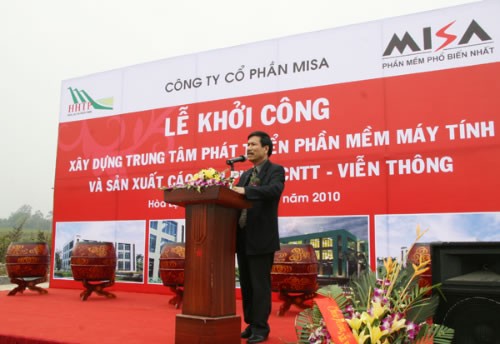 MISA
PHẦN MỀM PHỔ BIẾN NHẤT
HHTP
CÔNG TY CỔ PHẦN MISA
LỄ KHỞI CÔNG
XÂY DỰNG TRUNG TÂM PHÁT PHẦN MỀM MÁY TÍNH
VÀ SẢN XUẤT CÁC CNTT - VIỄN THÔNG
2010